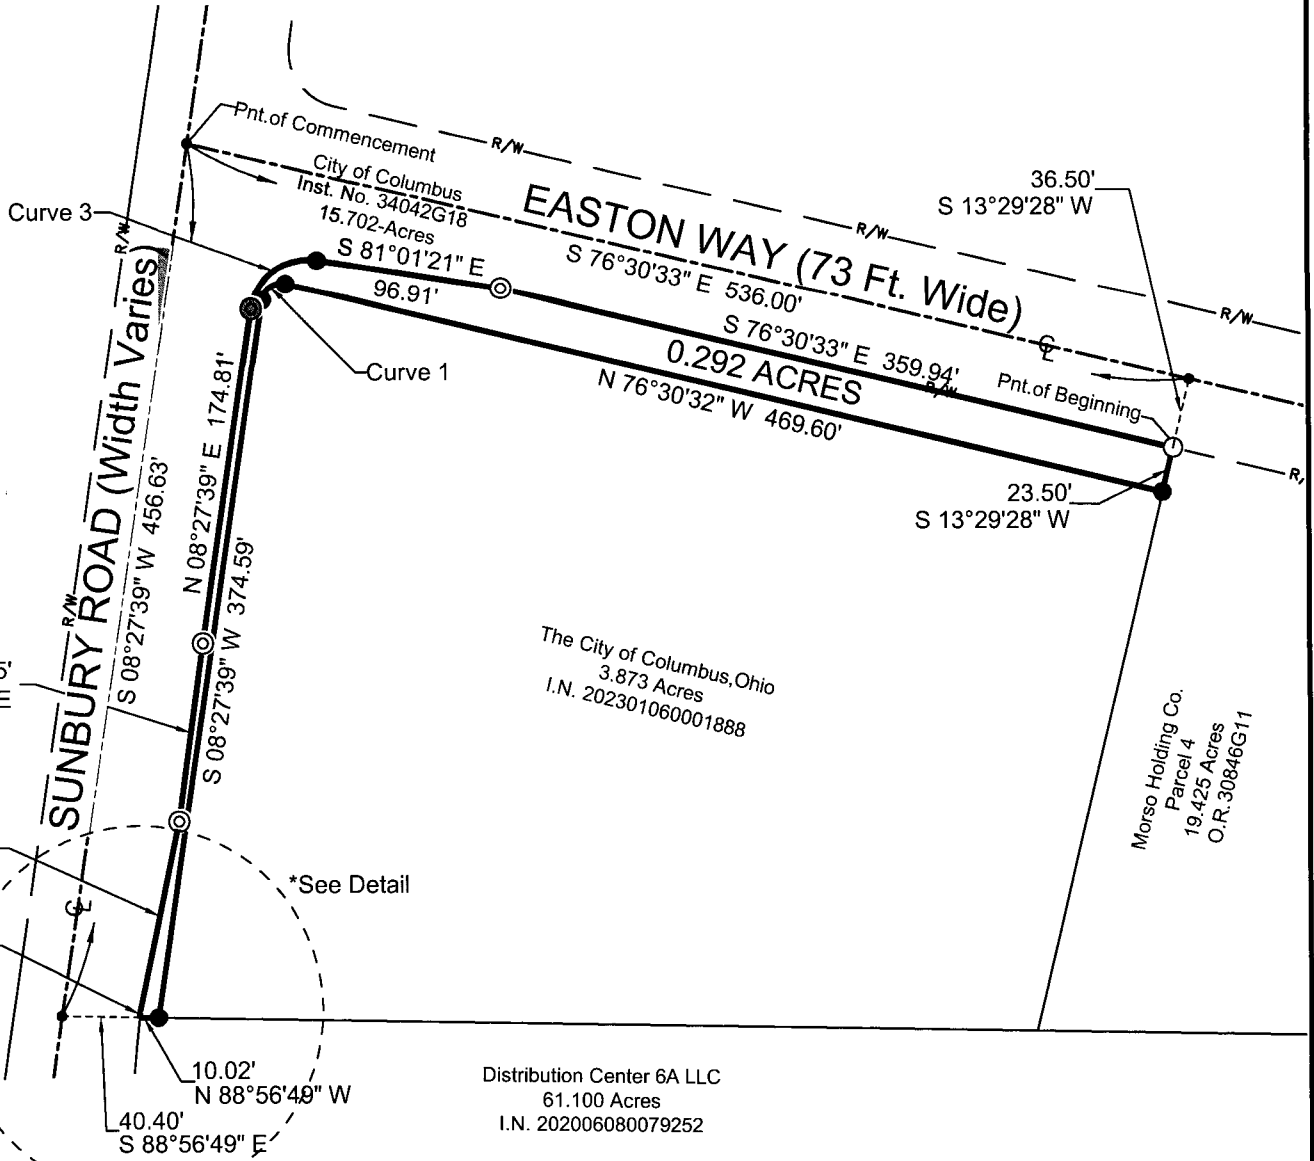 Pnt.of Commencement
R/W
City of Columbus
Inst. No. 34042G18
15.702-Acres
S 81°01'21" E
96.91'
36.50'
S 13°29'28" W
Curve 3
R/W
EASTON WAY (73 Ft. Wide)
R/W
S 76°30'33" E 536.00'
R/W
S 76°30'33" E 359.94'
R/W
0.292 ACRES
Pnt.of Beginning
N 76°30'32" W 469.60'
Curve 1
R/
23.50'
S 13°29'28" W
SUNBURY ROAD (Width Varies)
R/W
S 08°27'39" W 456.63'
N 08°27'39" E 174.81'
S 08°27'39" W 374.59'
5'
E
The City of Columbus,Ohio
3.873 Acres
I.N. 202301060001888
Morso Holding Co.
Parcel 4
19.425 Acres
O.R. 30846G11
*See Detail
10.02'
N 88°56'49" W
40.40'
S 88°56'49" E
Distribution Center 6A LLC
61.100 Acres
I.N. 202006080079252